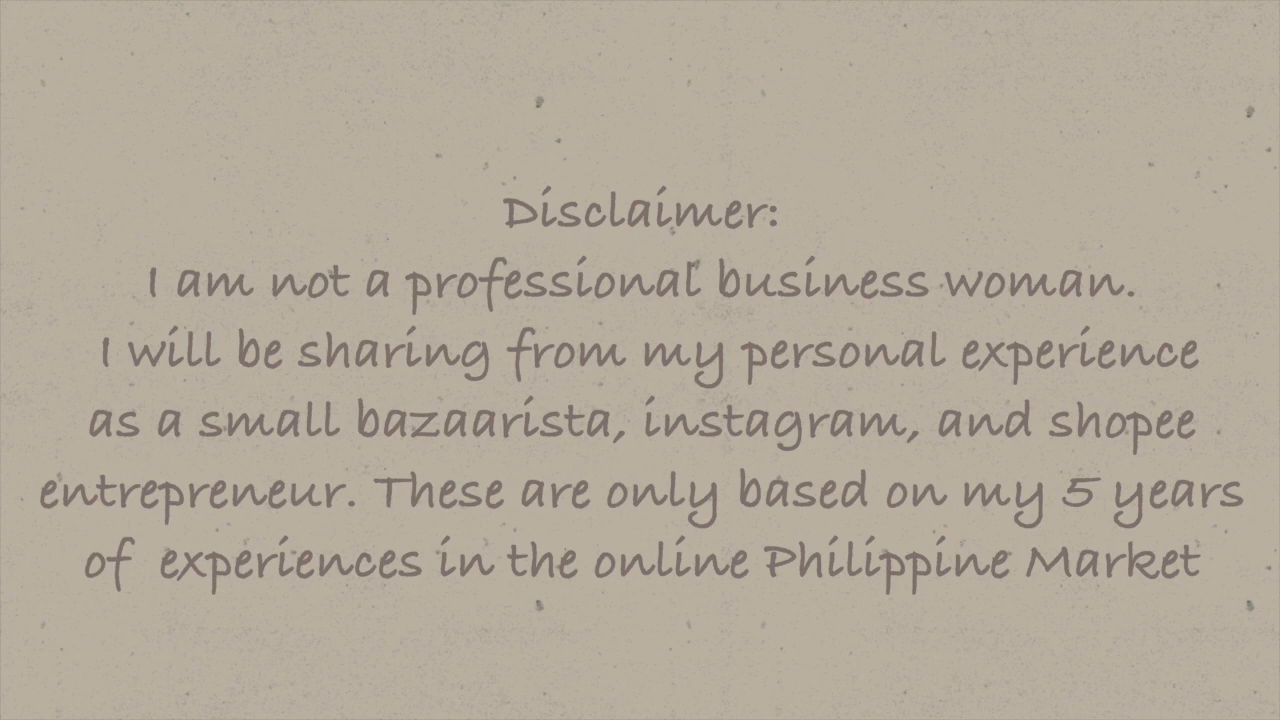 Disclaimer:
I am not a professional business woman.
I will be sharing from my personal experience
as a small bazaarista, instagram, and shopee
entrepreneur. These are only based on my 5 years
of experiences in the online Philippine Market